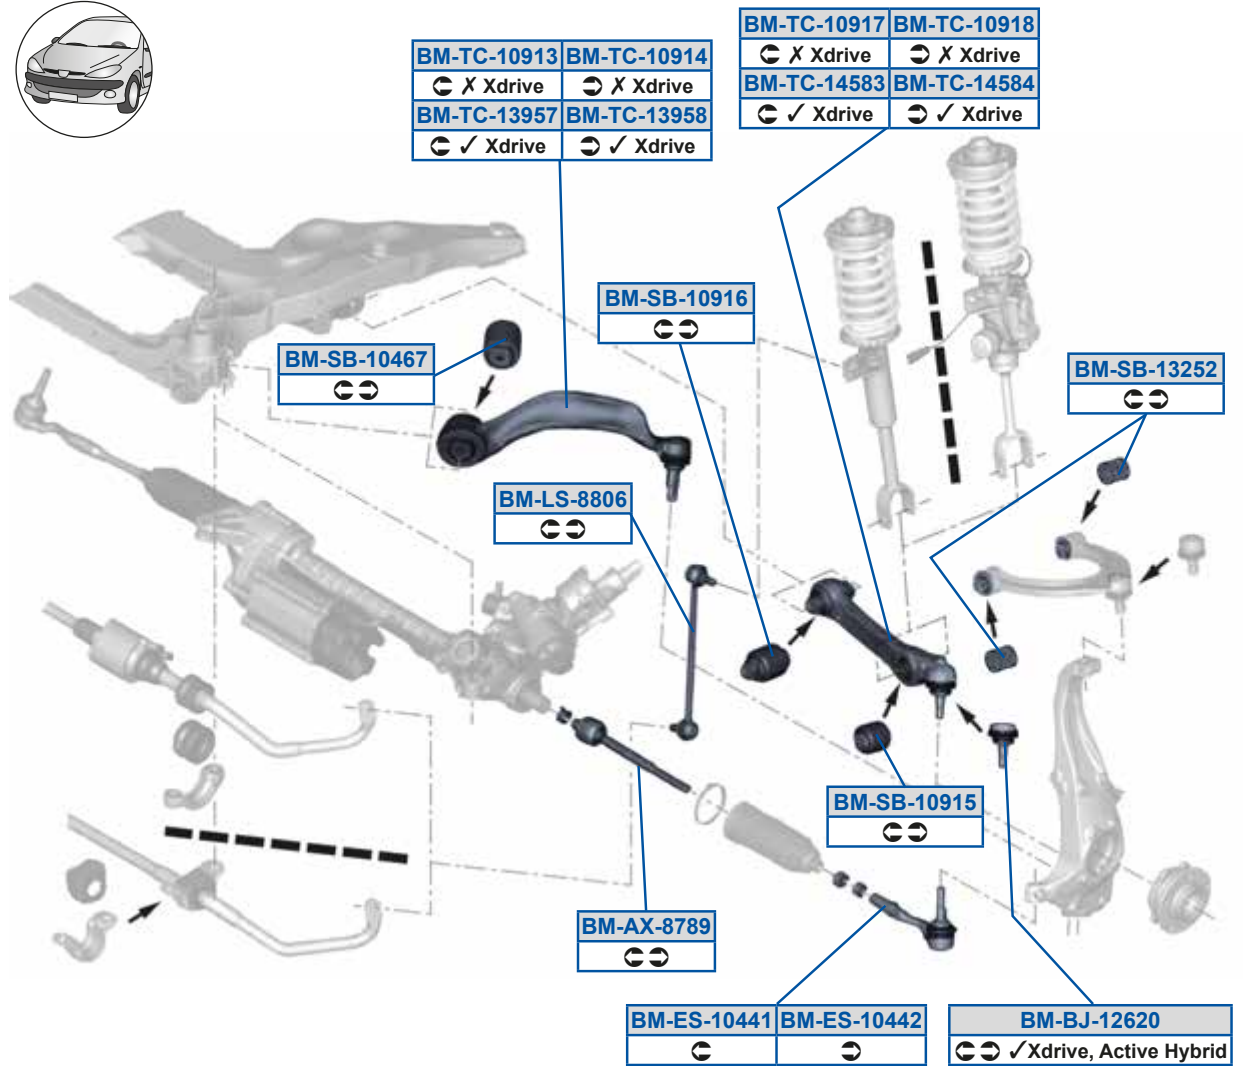 BM-TC-10917 BM-TC-10918
✗ Xdrive ✗ Xdrive
BM-TC-14583 BM-TC-14584
✓ Xdrive ✓ Xdrive
BM-TC-10913 BM-TC-10914
✗ Xdrive ✗ Xdrive
BM-TC-13957 BM-TC-13958
✓ Xdrive ✓ Xdrive
BM-SB-10916
BM-SB-10467
BM-SB-13252
BM-LS-8806
BM-SB-10915
BM-AX-8789
BM-ES-10441 BM-ES-10442
BM-BJ-12620
✓Xdrive, Active Hybrid